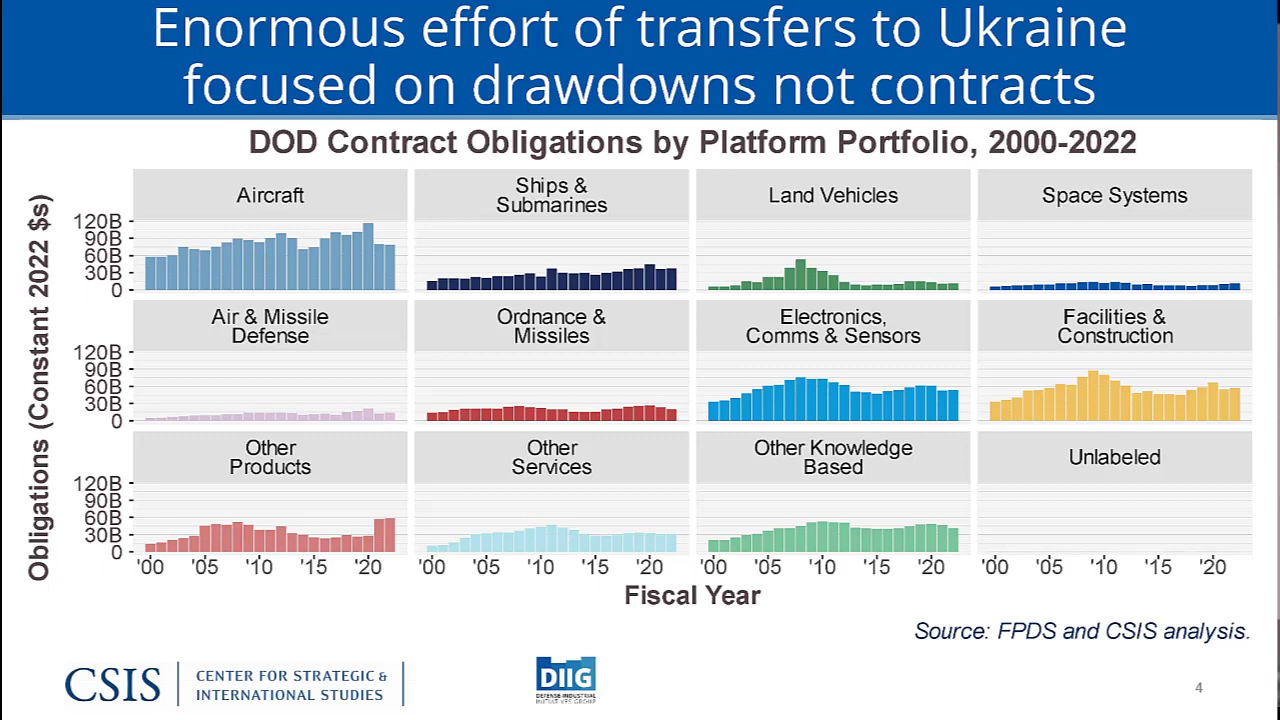 Enormous effort of transfers to Ukraine
focused on drawdowns not contracts
DOD Contract Obligations by Platform Portfolio, 2000-2022
Obligations (Constant 2022 $s)
Aircraft
Ships &
Submarines
Land Vehicles
Space Systems
120B
90B
60B
30B
0
Air & Missile
Defense
Ordnance &
Missiles
Electronics,
Comms & Sensors
Facilities &
Construction
120B
90B
60B
30B
0
Other
Products
Other
Services
Other Knowledge
Based
Unlabeled
120B
90B
60B
30B
0
'00 '05 '10 '15 '20
'00 '05 '10 '15 '20
'00 '05 '10 '15 '20
'00 '05 '10 '15 '20
Fiscal Year
Source: FPDS and CSIS analysis.
CSIS
CENTER FOR STRATEGIC &
INTERNATIONAL STUDIES
DIIG
DEFENSE-INDUSTRIAL
INITIATIVES GROUP
4